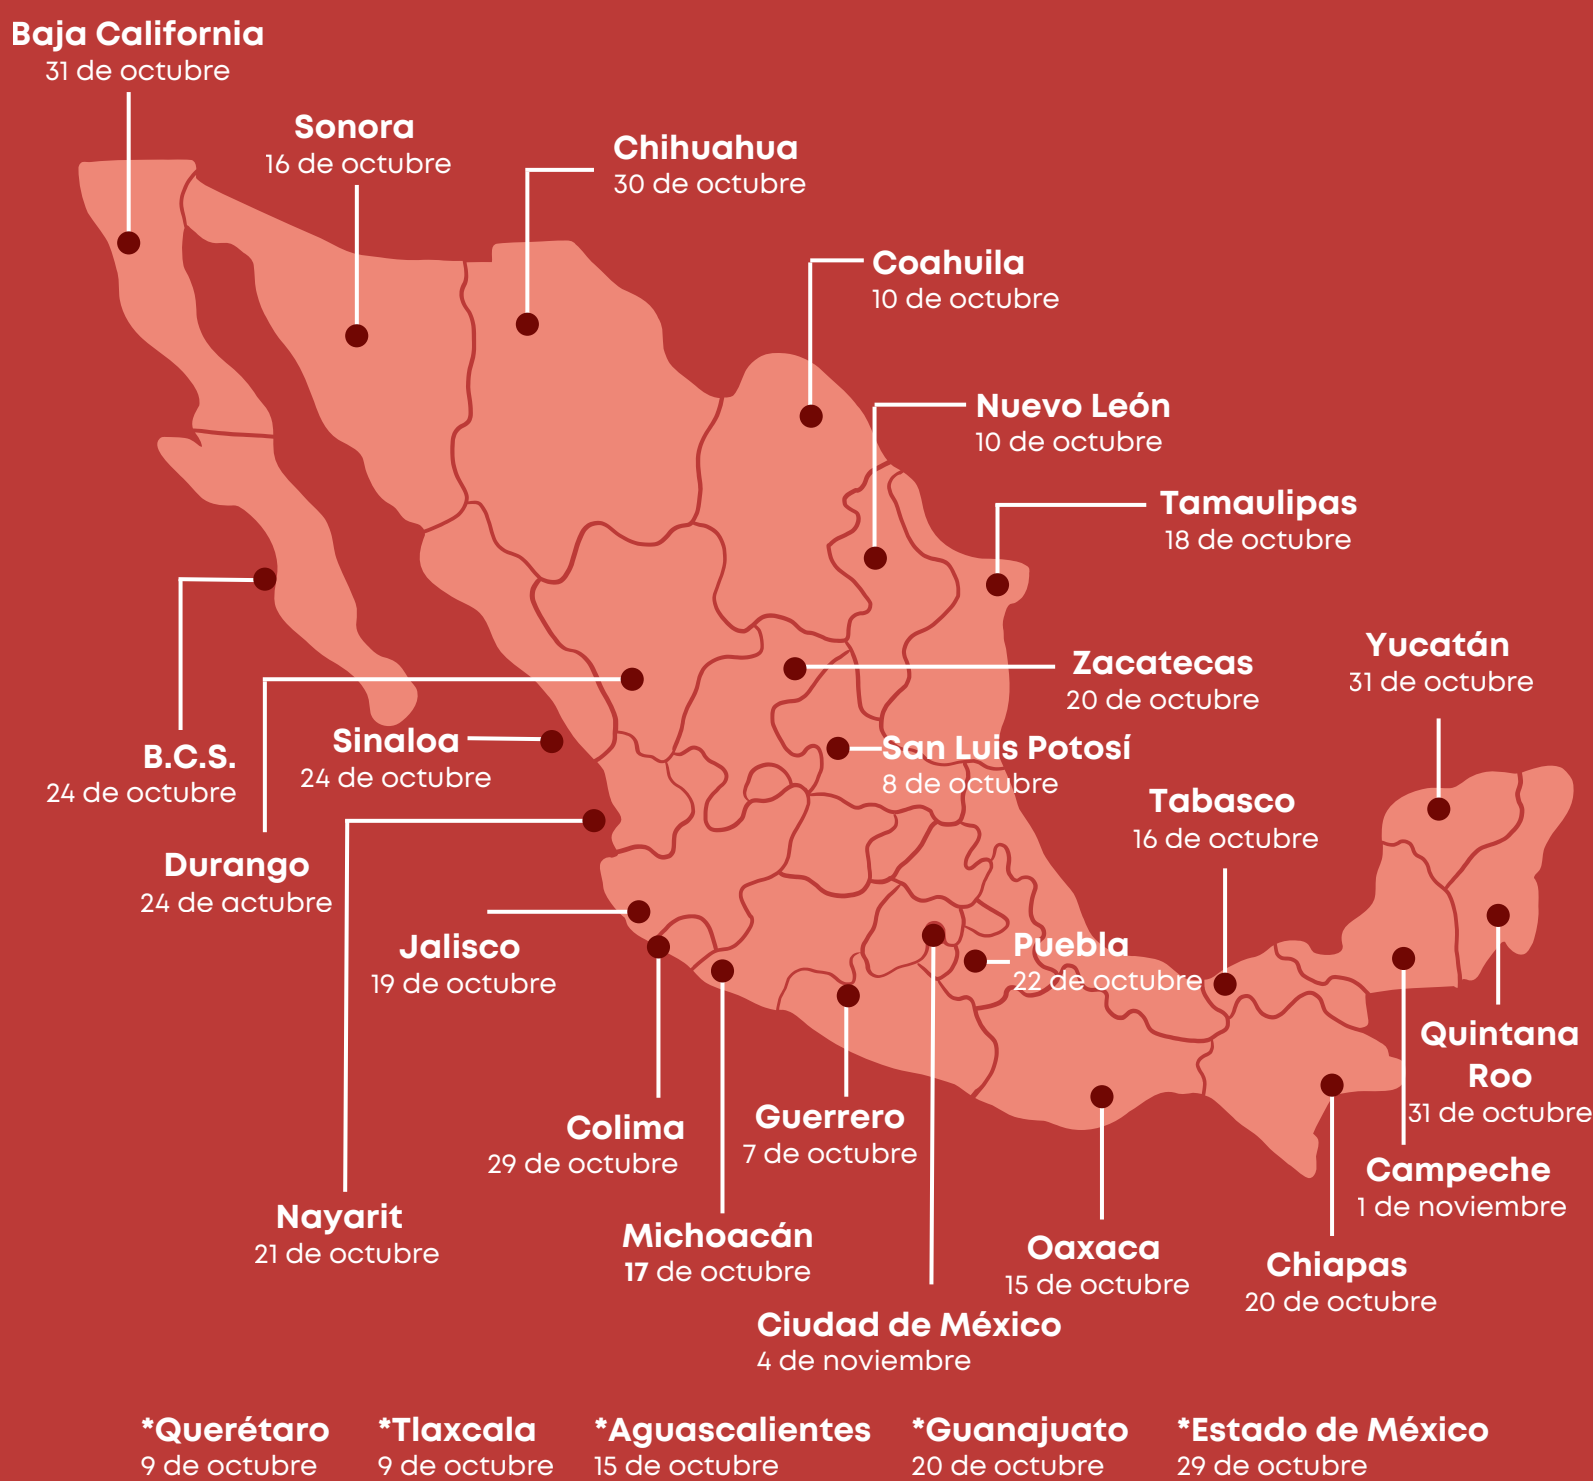 Baja California
31 de octubre
Sonora
16 de octubre
Chihuahua
30 de octubre
Coahuila
10 de octubre
Nuevo León
10 de octubre
Tamaulipas
18 de octubre
Zacatecas
20 de octubre
Yucatán
31 de octubre
B.C.S.
24 de octubre
Sinaloa
24 de octubre
San Luis Potosí
8 de octubre
Tabasco
16 de octubre
Durango
24 de actubre
Jalisco
19 de octubre
Puebla
22 de octubre
Quintana
Roo
31 de octubre
Colima
29 de octubre
Guerrero
7 de octubre
Campeche
1 de noviembre
Nayarit
21 de octubre
Michoacán
17 de octubre
Oaxaca
15 de octubre
Chiapas
20 de octubre
Ciudad de México
4 de noviembre
*Querétaro
9 de octubre
*Tlaxcala
9 de octubre
*Aguascalientes
15 de octubre
*Guanajuato
20 de octubre
*Estado de México
29 de octubre